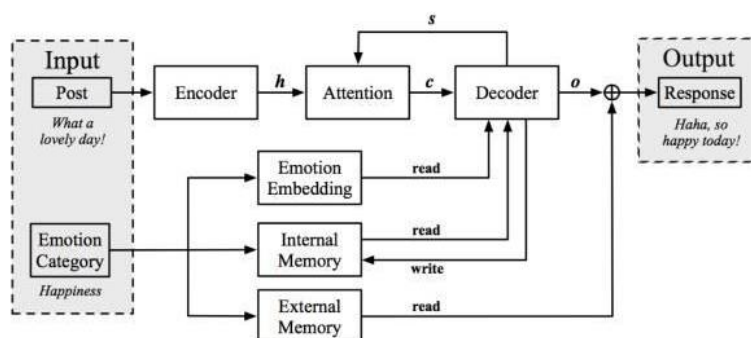 Input
Post
What a
lovely day!
Emotion
Category
Happiness
Encoder
h
Attention
c
s
Decoder
o
Emotion
Embedding
read
Internal
Memory
read
write
External
Memory
read
Output
Response
Haha, so
happy today!